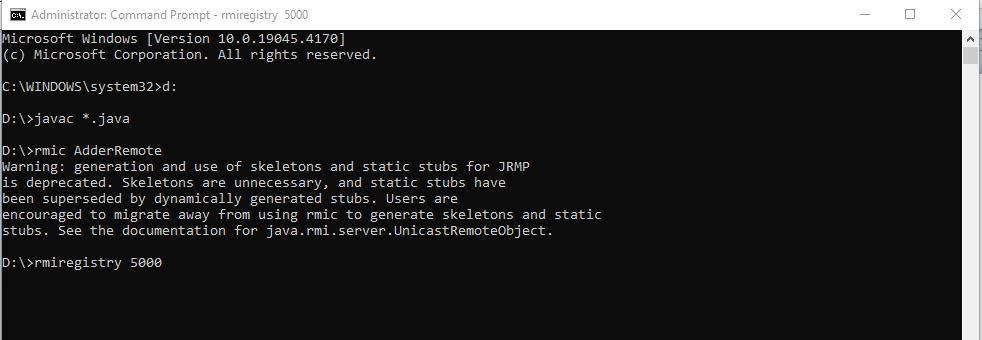 Administrator: Command Prompt - rmiregistry  5000
Microsoft Windows [Version 10.0.19045.4170]
(c) Microsoft Corporation. All rights reserved.
C:\WINDOWS\system32>d:
D:\>javac *.java
D:\>rmic AdderRemote
Warning: generation and use of skeletons and static stubs for JRMP
is deprecated. Skeletons are unnecessary, and static stubs have
been superseded by dynamically generated stubs. Users are
encouraged to migrate away from using rmic to generate skeletons and static
stubs. See the documentation for java.rmi.server.UnicastRemoteObject.
D:\>rmiregistry 5000